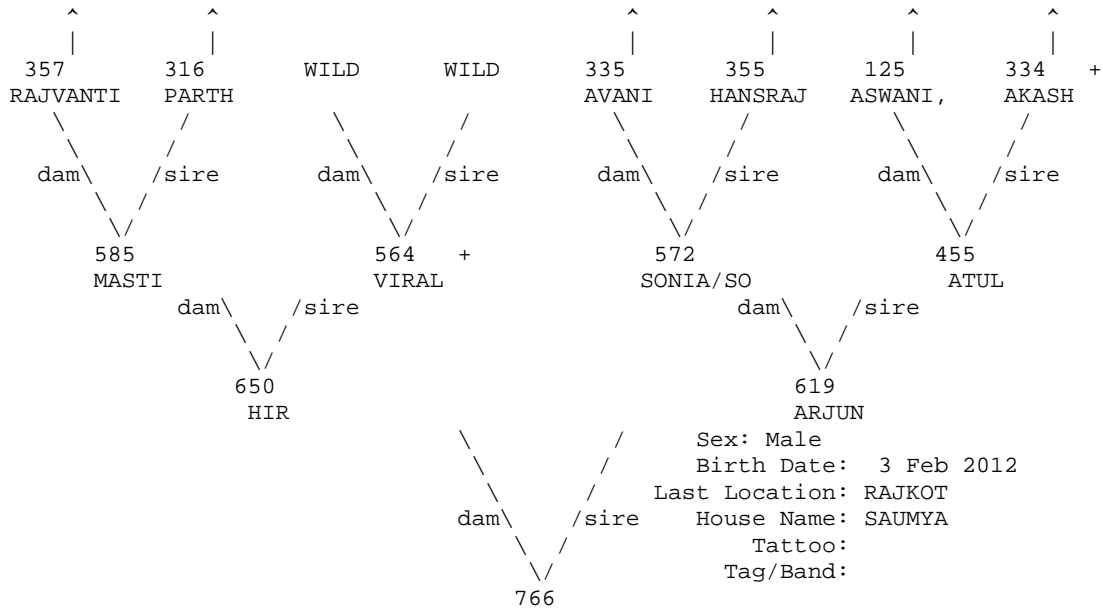 ^ ^ ^ ^ ^ ^
| | | | | |
357 316 WILD WILD 335 355 125 334 +
RAJVANTI PARTH AVANI HANSRAJ ASWANI, AKASH
\ / \ / \ / \ /
\ / \ / \ / \ /
dam\ /sire dam\ /sire dam\ /sire dam\ /sire
\ / \ / \ / \ /
\/ \/ \/ \/
585 564 + 572 455
MASTI VIRAL SONIA/SO ATUL
dam\ /sire dam\ /sire
\ / \ /
\/ \/
650 619
HIR ARJUN
\ / Sex: Male
\ / Birth Date: 3 Feb 2012
\ / Last Location: RAJKOT
dam\ /sire House Name: SAUMYA
\ / Tattoo:
\/ Tag/Band:
766